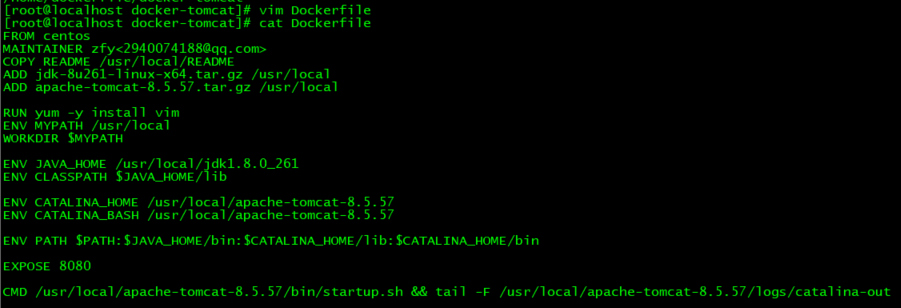 [root@localhost docker-tomcat]# vim Dockerfile
[root@localhost docker-tomcat]# cat Dockerfile
FROM centos
MAINTAINER zfy<2940074188@qq.com>
COPY README /usr/local/README
ADD jdk-8u261-linux-x64.tar.gz /usr/local
ADD apache-tomcat-8.5.57.tar.gz /usr/local
RUN yum -y install vim
ENV MYPATH /usr/local
WORKDIR $MYPATH
ENV JAVA_HOME /usr/local/jdk1.8.0_261
ENV CLASSPATH $JAVA_HOME/lib
ENV CATALINA_HOME /usr/local/apache-tomcat-8.5.57
ENV CATALINA_BASH /usr/local/apache-tomcat-8.5.57
ENV PATH $PATH:$JAVA_HOME/bin:$CATALINA_HOME/lib:$CATALINA_HOME/bin
EXPOSE 8080
CMD /usr/local/apache-tomcat-8.5.57/bin/startup.sh && tail -F /usr/local/apache-tomcat-8.5.57/logs/catalina-out